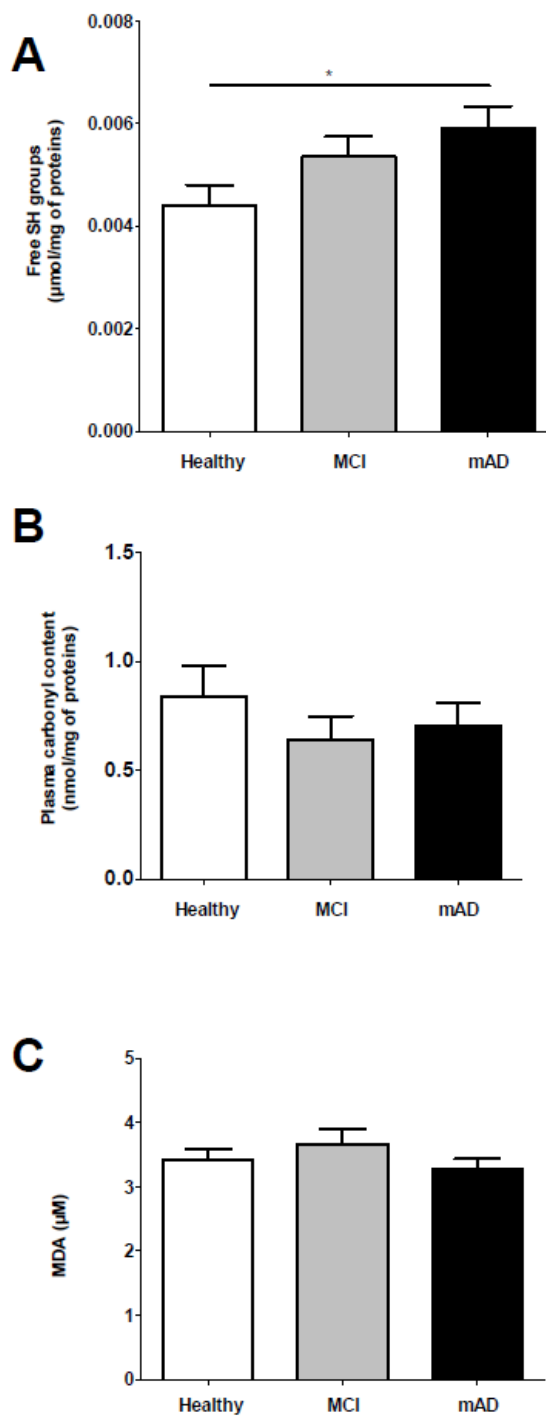 A
Free SH groups
(µmol/mg of proteins)
0.008
0.006
0.004
0.002
0.000
*
Healthy MCI mAD
B
Plasma carbonyl content
(nmol/mg of proteins)
1.5
1.0
0.5
0.0
Healthy MCI mAD
C
MDA (µM)
5
4
3
2
1
0
Healthy MCI mAD